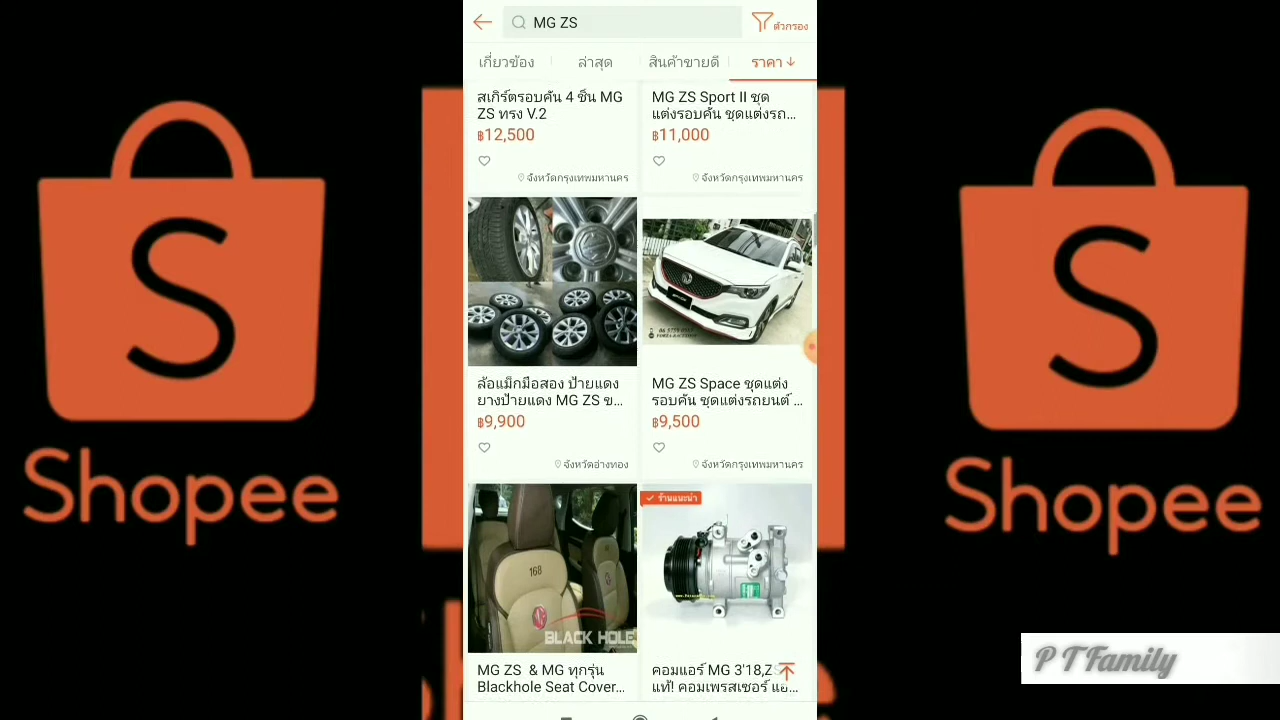 MG ZS
ตัวกรอง
เกี่ยวข้อง
ล่าสุด
สินค้าขายดี
ราคา ↓
สเกิร์ตรอบคัน 4 ชิ้น MG
ZS ทรง V.2
฿12,500
จังหวัดกรุงเทพมหานคร
MG ZS Sport II ชุด
แต่งรอบคัน ชุดแต่งรถ...
฿11,000
จังหวัดกรุงเทพมหานคร
ล้อแม็กมือสอง ป้ายแดง
ยางป้ายแดง MG ZS ข...
฿9,900
จังหวัดอ่างทอง
MG ZS Space ชุดแต่ง
รอบคัน ชุดแต่งรถยนต์ ...
฿9,500
จังหวัดกรุงเทพมหานคร
168
BLACK HOLE
MG ZS & MG ทุกรุ่น
Blackhole Seat Cover...
ร้านแนะนำ
คอมแอร์ MG 3'18,ZS
แท้! คอมเพรสเซอร์ แอ...
Shopee
Shopee
P T Family